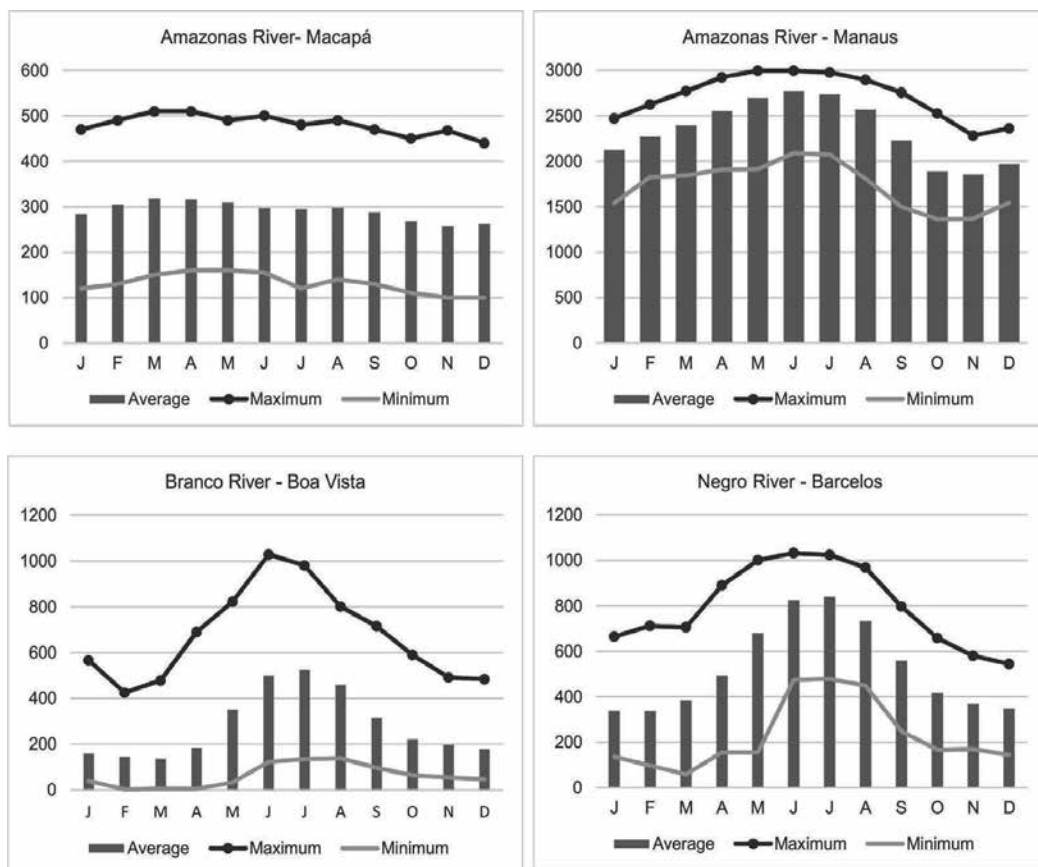 Amazonas River- Macapá
600
500
400
300
200
100
0
J F M A M J J A S O N D
Average Maximum Minimum
Amazonas River - Manaus
3000
2500
2000
1500
1000
500
0
J F M A M J J A S O N D
Average Maximum Minimum
Branco River - Boa Vista
1200
1000
800
600
400
200
0
J F M A M J J A S O N D
Average Maximum Minimum
Negro River - Barcelos
1200
1000
800
600
400
200
0
J F M A M J J A S O N D
Average Maximum Minimum